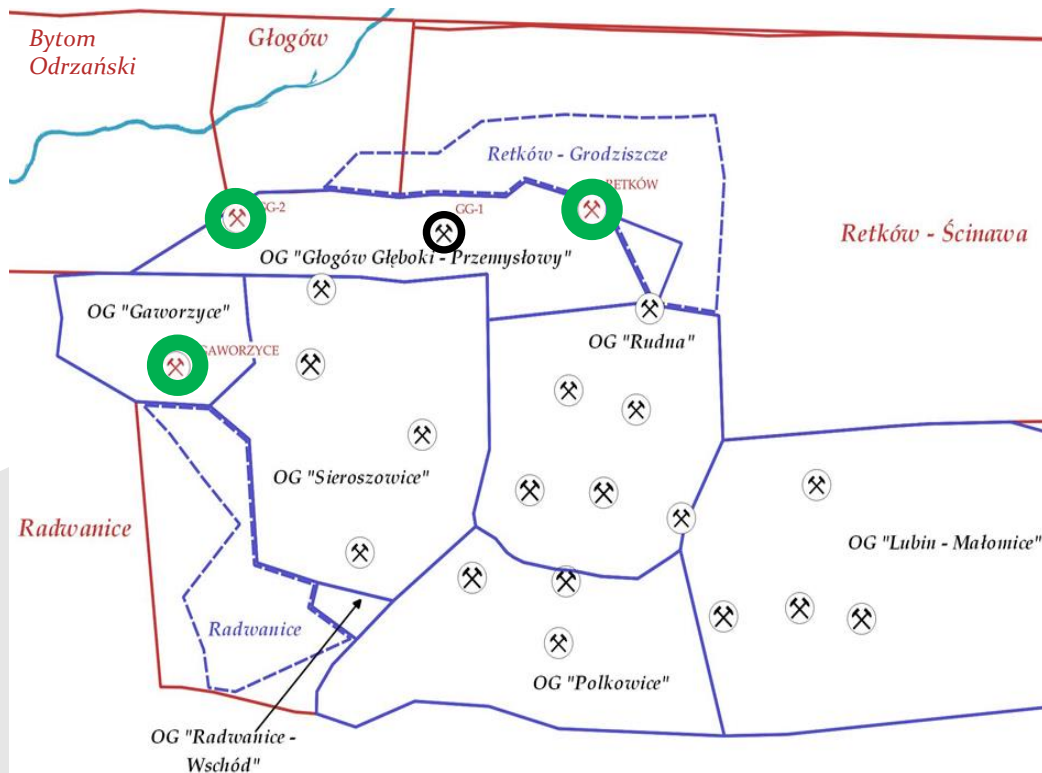 Bytom
Odrzański
Głogów
Retków - Grodziszcze
RETKÓW
GG-2
GG-1
Retków - Ścinawa
OG "Głogów Głęboki - Przemysłowy"
OG "Gaworzyce"
OG "Rudna"
GAWORZYCE
OG "Sieroszowice"
Radwanice
OG "Lubin - Małomice"
Radwanice
OG "Polkowice"
OG "Radwanice -
Wschód"